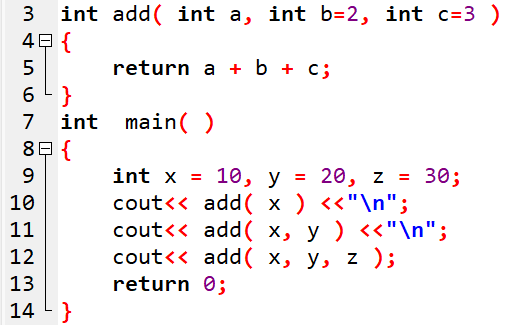 3 int add( int a, int b=2, int c=3 )
4 {
5 return a + b + c;
6 }
7 int main( )
8 {
9 int x = 10, y = 20, z = 30;
10 cout<< add( x ) <<"\n";
11 cout<< add( x, y ) <<"\n";
12 cout<< add( x, y, z );
13 return 0;
14 }